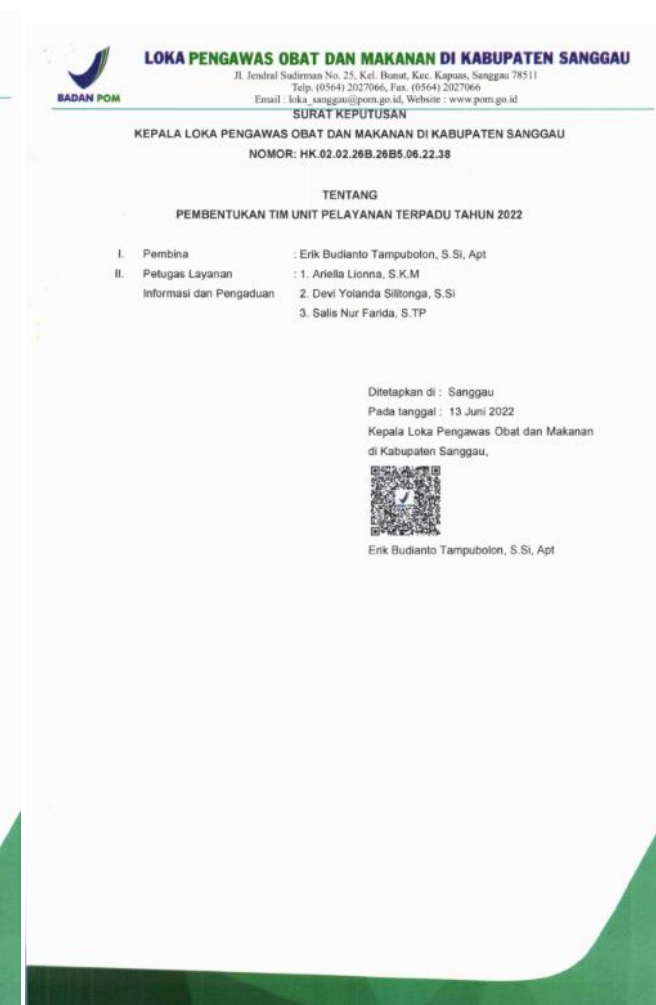 BADAN POM
LOKA PENGAWAS OBAT DAN MAKANAN DI KABUPATEN SANGGAU
Jl. Jendral Sudirman No. 25, Kel. Bunut, Kec. Kapuas, Sanggau 78511
Telp. (0564) 2027066, Fax. (0564) 2027066
Email : loka_sanggau@pom.go.id, Website : www.pom.go.id
SURAT KEPUTUSAN
KEPALA LOKA PENGAWAS OBAT DAN MAKANAN DI KABUPATEN SANGGAU
NOMOR: HK.02.02.26B.26B5.06.22.38
TENTANG
PEMBENTUKAN TIM UNIT PELAYANAN TERPADU TAHUN 2022
I. Pembina : Erik Budianto Tampubolon, S.Si, Apt
II. Petugas Layanan : 1. Ariella Lionna, S.K.M
Informasi dan Pengaduan 2. Devi Yolanda Silitonga, S.Si
3. Salis Nur Farida, S.TP
Ditetapkan di : Sanggau
Pada tanggal : 13 Juni 2022
Kepala Loka Pengawas Obat dan Makanan
di Kabupaten Sanggau,
Erik Budianto Tampubolon, S.Si, Apt